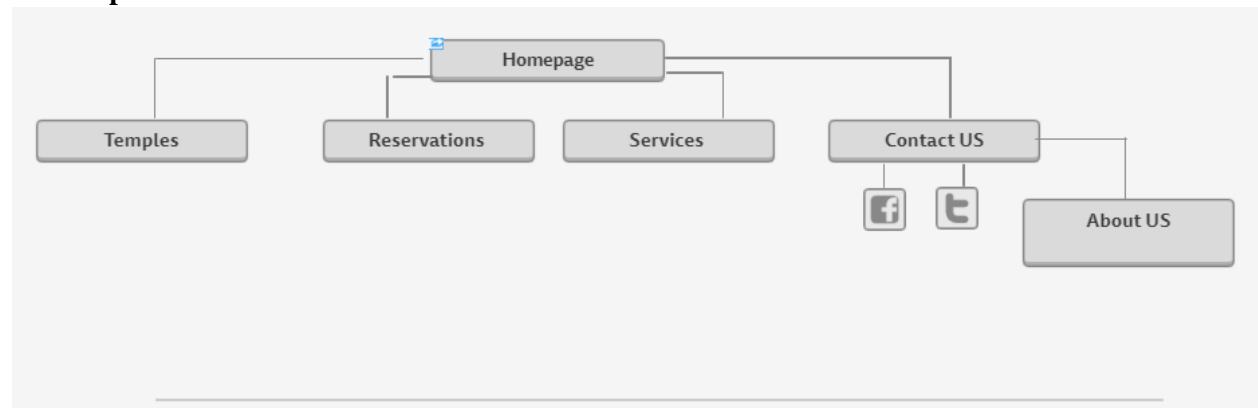 Homepage
Temples
Reservations
Services
Contact US
About US